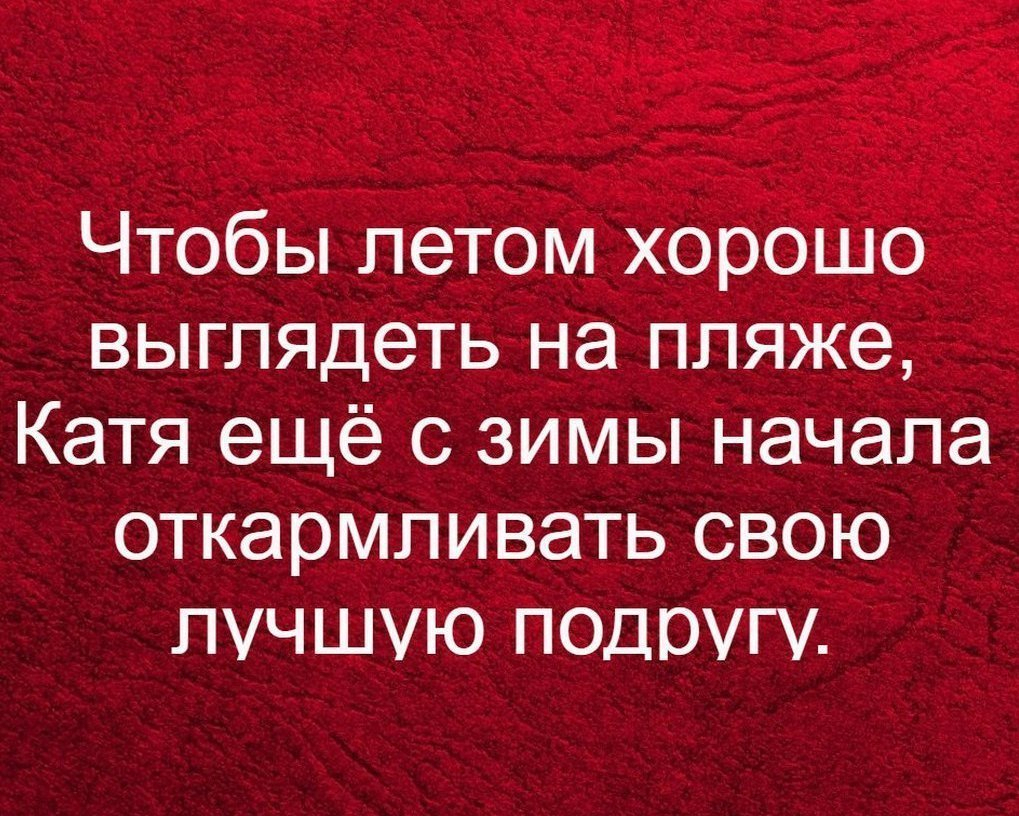 Чтобы летом хорошо
выглядеть на пляже,
Катя ещё с зимы начала
откармливать свою
лучшую подругу.